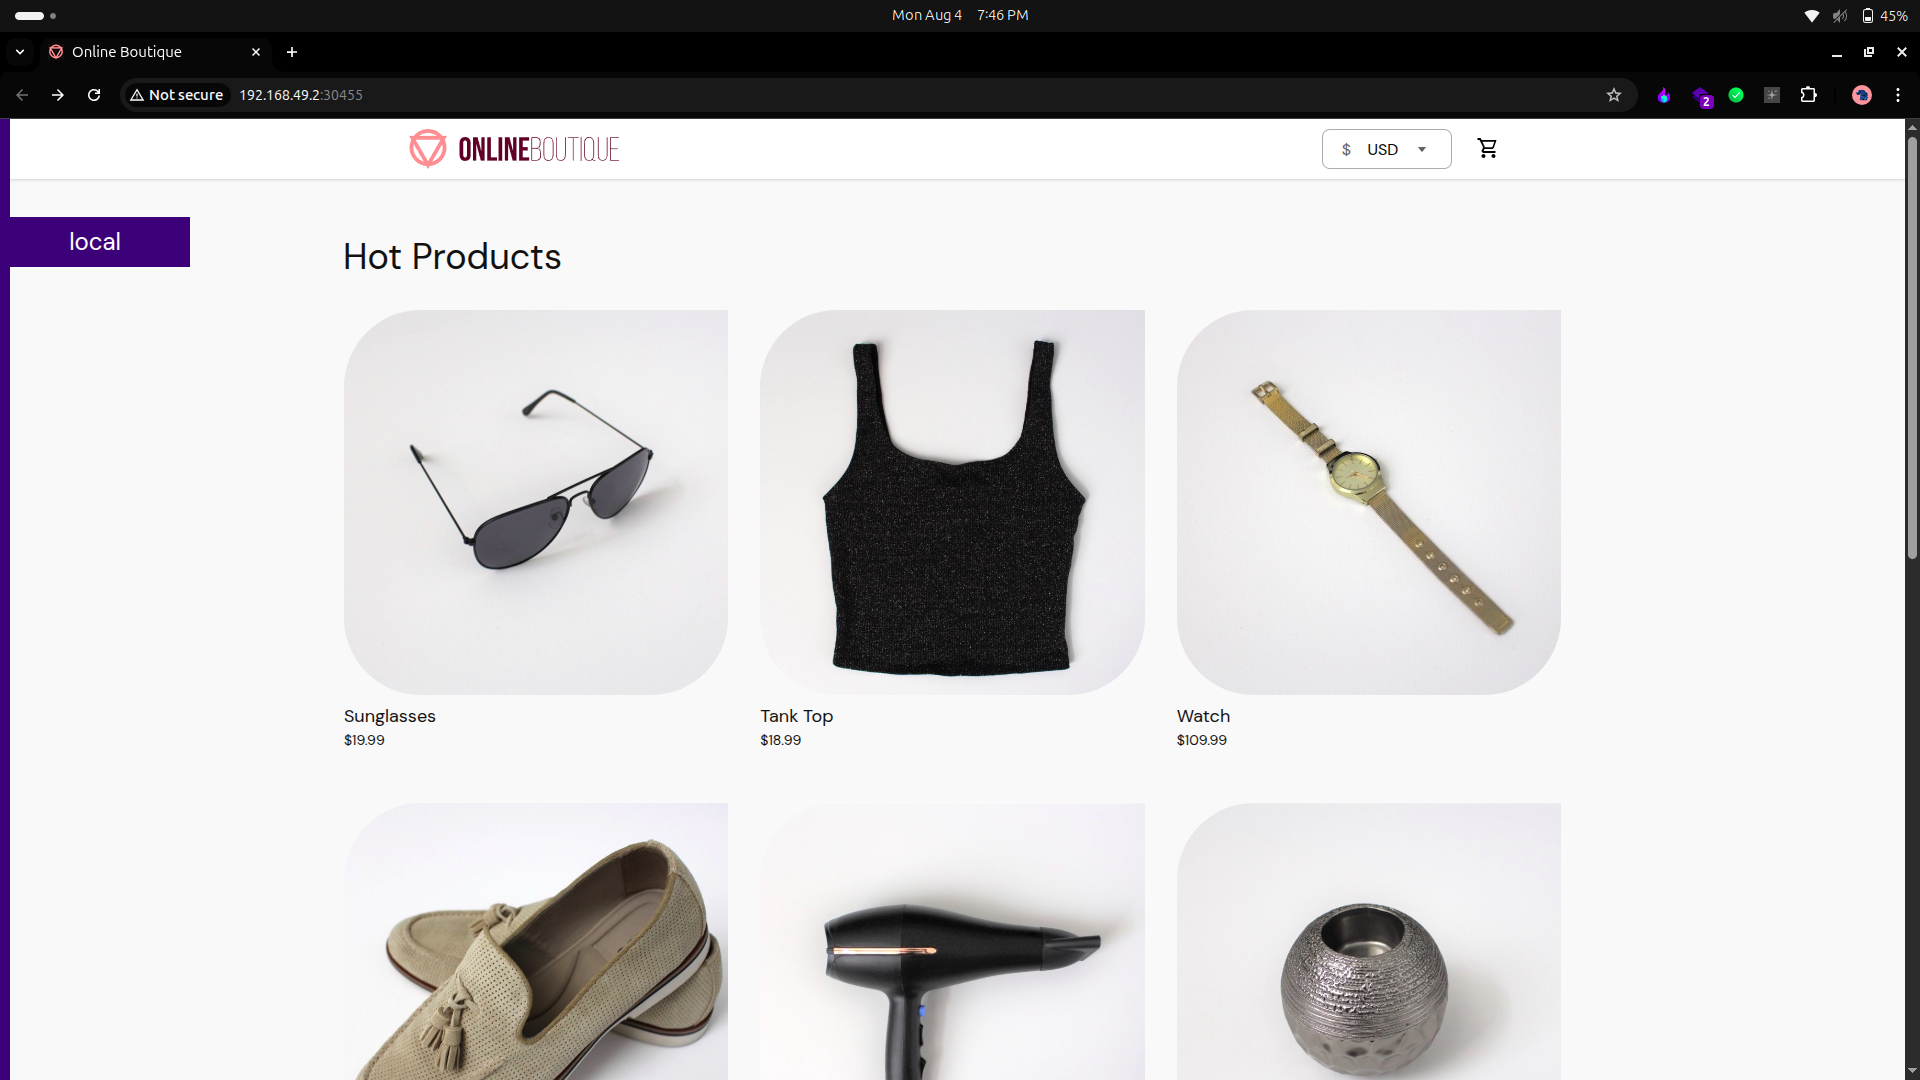 Mon Aug 4 7:46 PM
45%
Online Boutique
Not secure
192.168.49.2:30455
2
ONLINEBOUTIQUE
$ USD
local
Hot Products
Sunglasses
$19.99
Tank Top
$18.99
Watch
$109.99